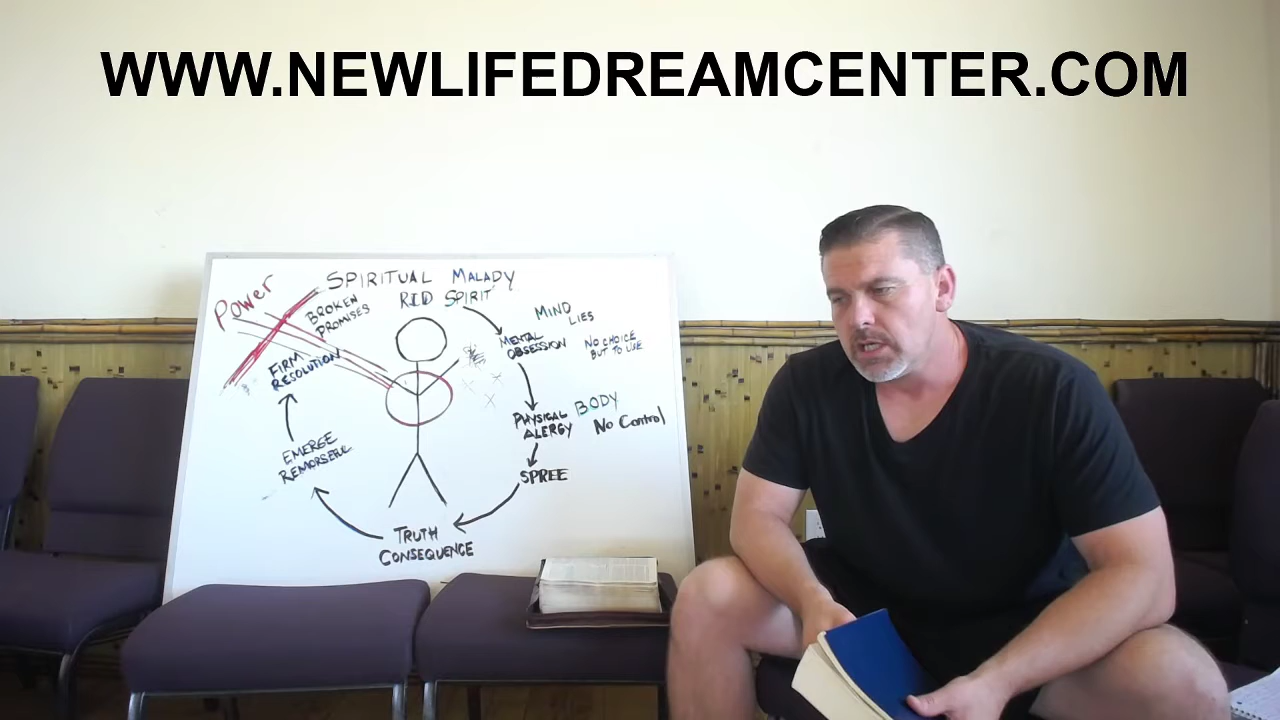 WWW.NEWLIFEDREAMCENTER.COM
Power
SPIRITUAL MALADY
RID SPIRIT
BROKEN
PROMISES
MIND
LIES
MENTAL
OBSESSION
NO CHOICE
BUT TO USE
FIRM
RESOLUTION
BODY
No Control
PHYSICAL
ALERGY
EMERGE
REMORSEFUL
SPREE
TRUTH
CONSEQUENCE